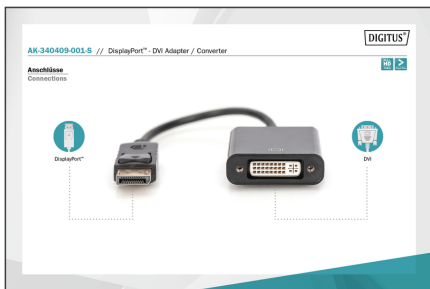 DIGITUS®
AK-340409-001-S // DisplayPort™ - DVI Adapter / Converter
Anschlüsse
Connections
DisplayPort™
DVI